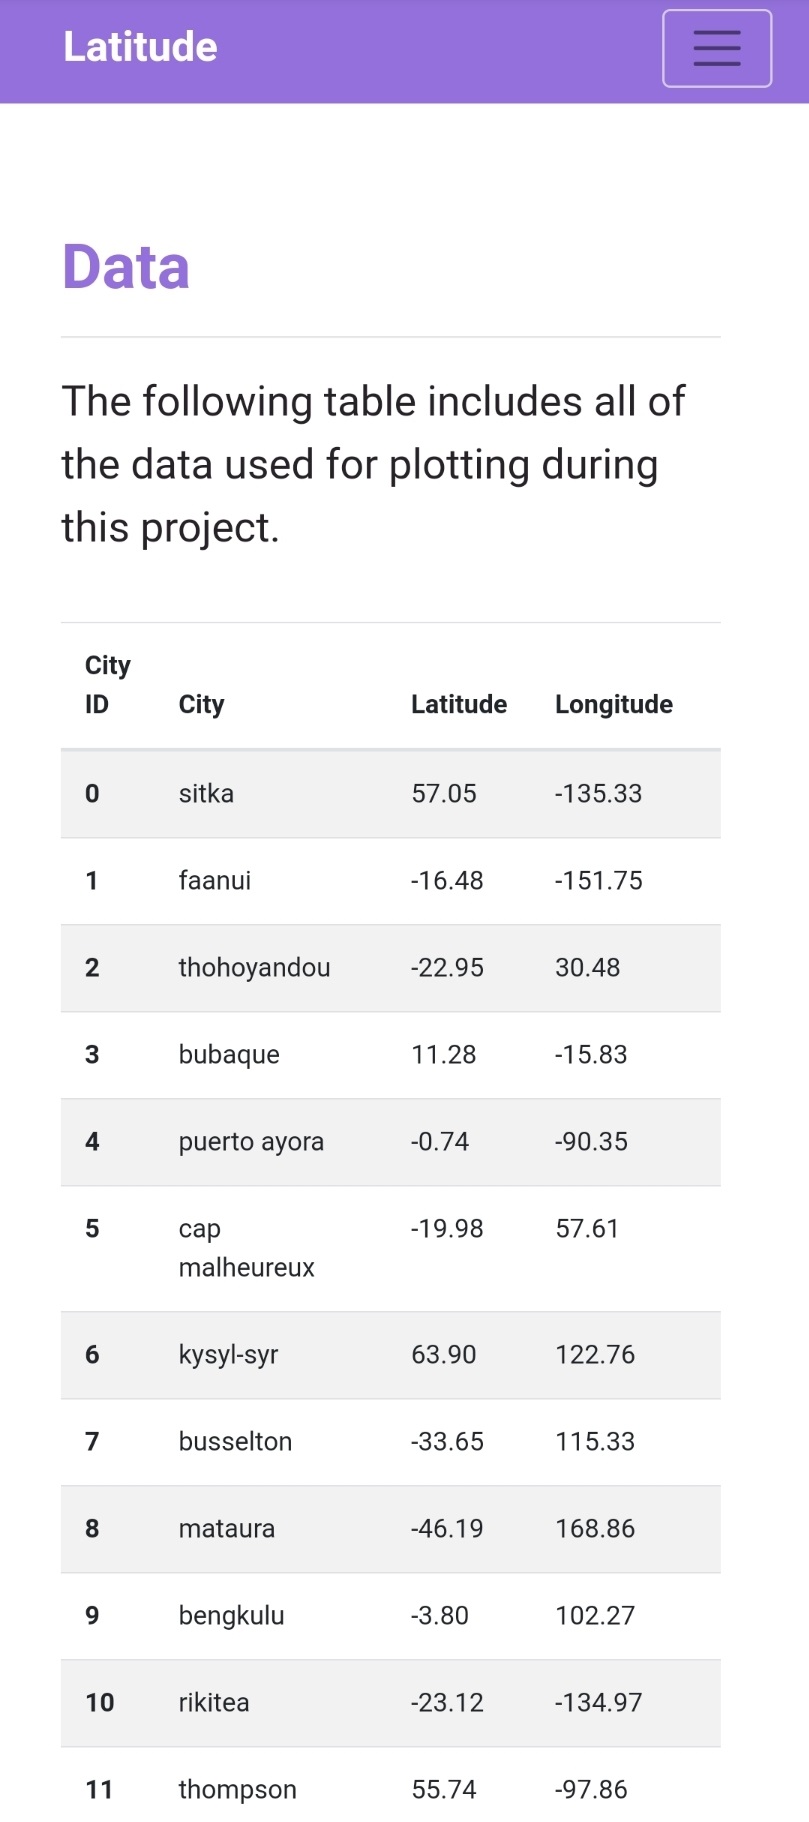 Latitude
Data
The following table includes all of
the data used for plotting during
this project.
City
ID City Latitude Longitude
0 sitka 57.05 -135.33
1 faanui -16.48 -151.75
2 thohoyandou -22.95 30.48
3 bubaque 11.28 -15.83
4 puerto ayora -0.74 -90.35
5 cap -19.98 57.61
malheureux
6 kysyl-syr 63.90 122.76
7 busselton -33.65 115.33
8 mataura -46.19 168.86
9 bengkulu -3.80 102.27
10 rikitea -23.12 -134.97
11 thompson 55.74 -97.86